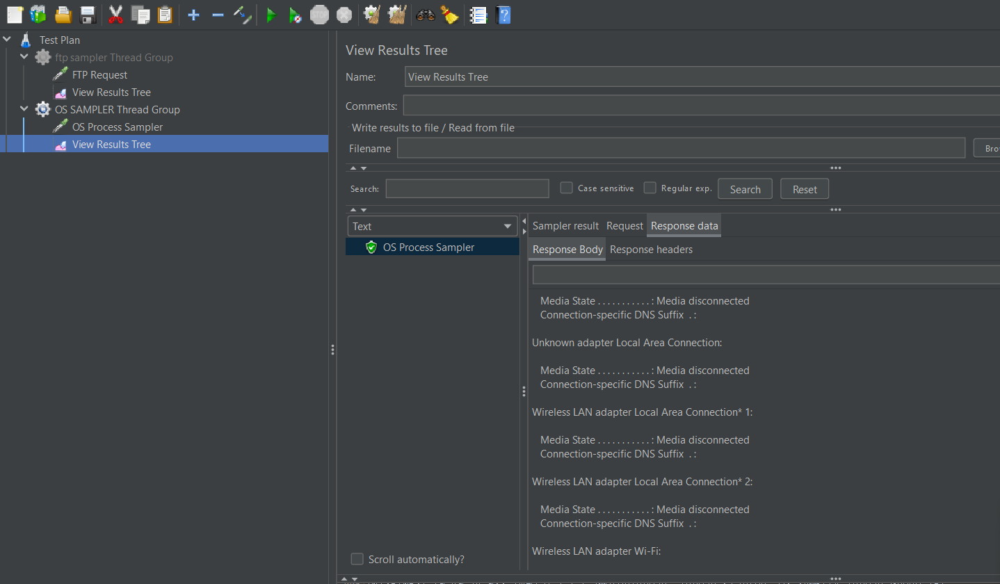 STOP
Test Plan
ftp sampler Thread Group
FTP Request
View Results Tree
OS SAMPLER Thread Group
OS Process Sampler
View Results Tree
View Results Tree
Name: View Results Tree
Comments:
Write results to file / Read from file
Filename
Search: Case sensitive Regular exp. Search Reset
Text
OS Process Sampler
Scroll automatically?
Sampler result Request Response data
Response Body Response headers
Media State . . . . . . . . . . . : Media disconnected
Connection-specific DNS Suffix . :
Unknown adapter Local Area Connection:
Media State . . . . . . . . . . . : Media disconnected
Connection-specific DNS Suffix . :
Wireless LAN adapter Local Area Connection* 1:
Media State . . . . . . . . . . . : Media disconnected
Connection-specific DNS Suffix . :
Wireless LAN adapter Local Area Connection* 2:
Media State . . . . . . . . . . . : Media disconnected
Connection-specific DNS Suffix . :
Wireless LAN adapter Wi-Fi: